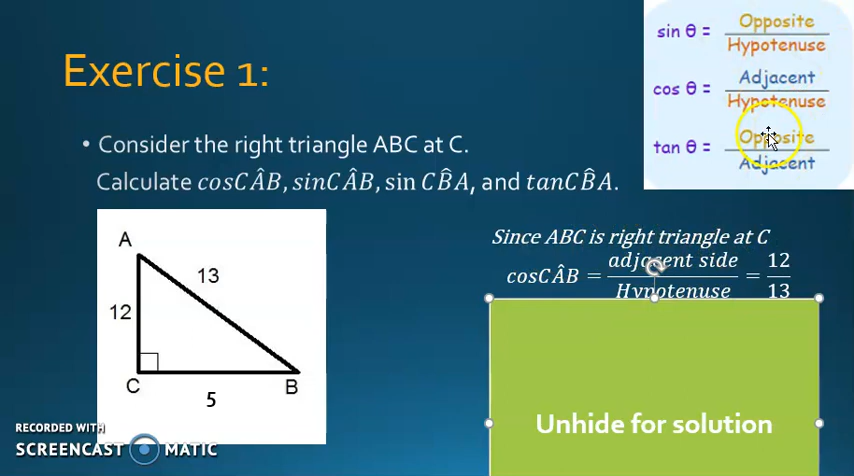 Exercise 1:
sin θ = Opposite / Hypotenuse
cos θ = Adjacent / Hypotenuse
tan θ = Opposite / Adjacent
• Consider the right triangle ABC at C.
Calculate cosCÂB, sinCÂB, sin CB̂A, and tanCB̂A.
A
13
12
C
B
5
Since ABC is right triangle at C
cosCÂB = adjacent side / Hypotenuse = 12 / 13
Unhide for solution
RECORDED WITH
SCREENCAST MATIC